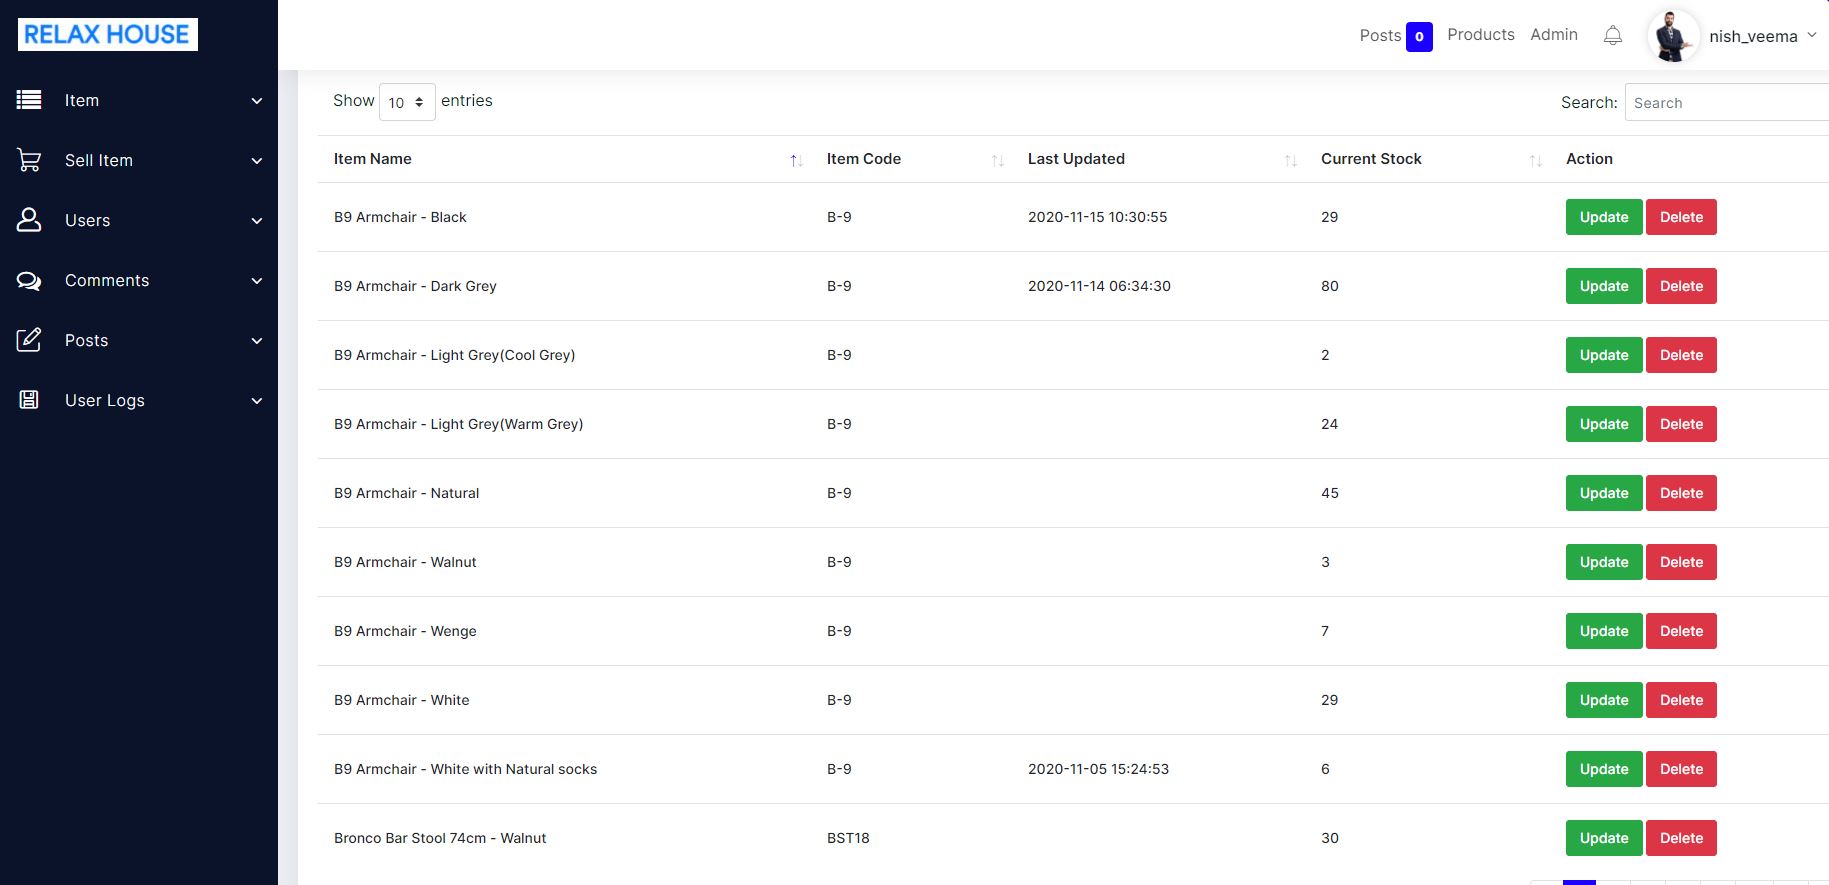 RELAX HOUSE
Posts 0 Products Admin nish_veema
Item
Sell Item
Users
Comments
Posts
User Logs
Show 10 entries
Search: Search
Item Name Item Code Last Updated Current Stock Action
B9 Armchair - Black B-9 2020-11-15 10:30:55 29 Update Delete
B9 Armchair - Dark Grey B-9 2020-11-14 06:34:30 80 Update Delete
B9 Armchair - Light Grey(Cool Grey) B-9 2 Update Delete
B9 Armchair - Light Grey(Warm Grey) B-9 24 Update Delete
B9 Armchair - Natural B-9 45 Update Delete
B9 Armchair - Walnut B-9 3 Update Delete
B9 Armchair - Wenge B-9 7 Update Delete
B9 Armchair - White B-9 29 Update Delete
B9 Armchair - White with Natural socks B-9 2020-11-05 15:24:53 6 Update Delete
Bronco Bar Stool 74cm - Walnut BST18 30 Update Delete